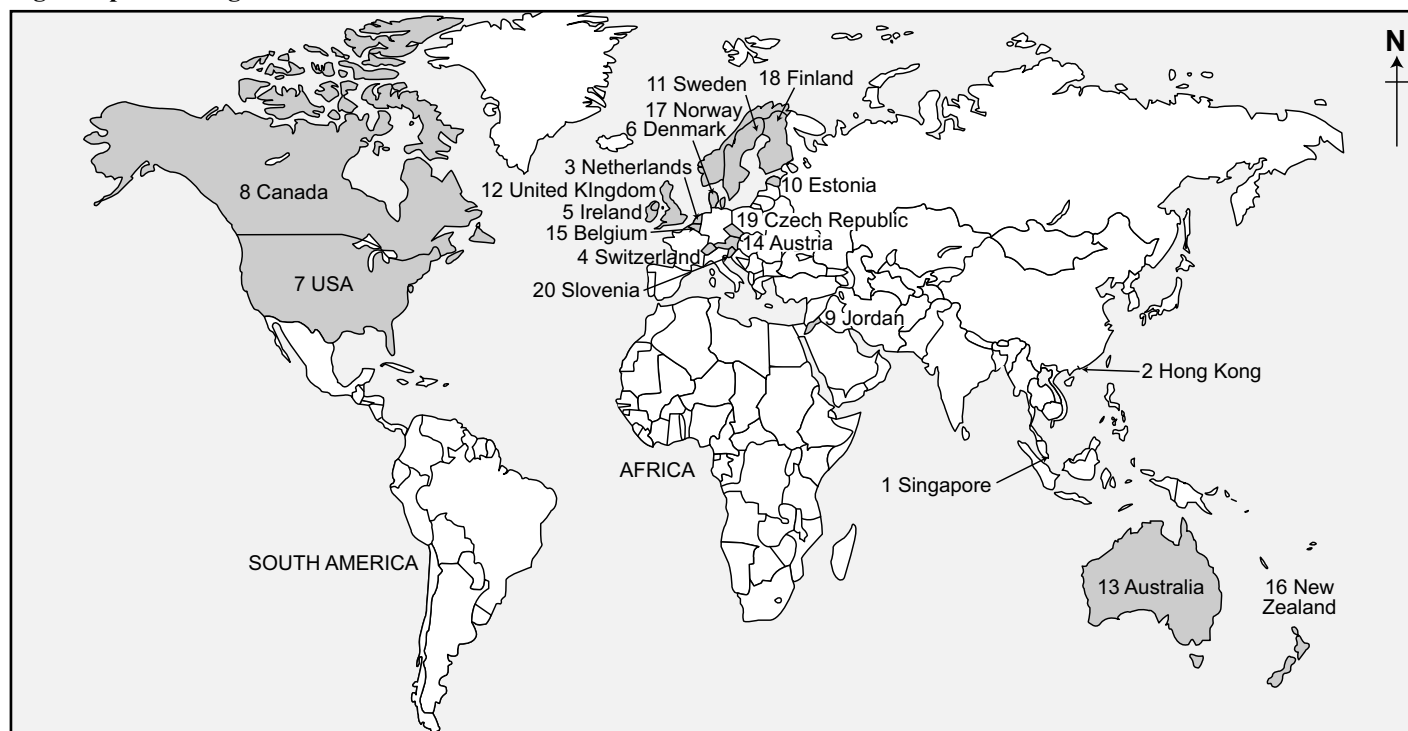 N
18 Finland
11 Sweden
17 Norway
6 Denmark
3 Netherlands
10 Estonia
12 United KIngdom
8 Canada
5 Ireland
19 Czech Republic
15 Belgium
14 Austria
4 Switzerland
7 USA
20 Slovenia
9 Jordan
2 Hong Kong
AFRICA
1 Singapore
SOUTH AMERICA
13 Australia
16 New
Zealand